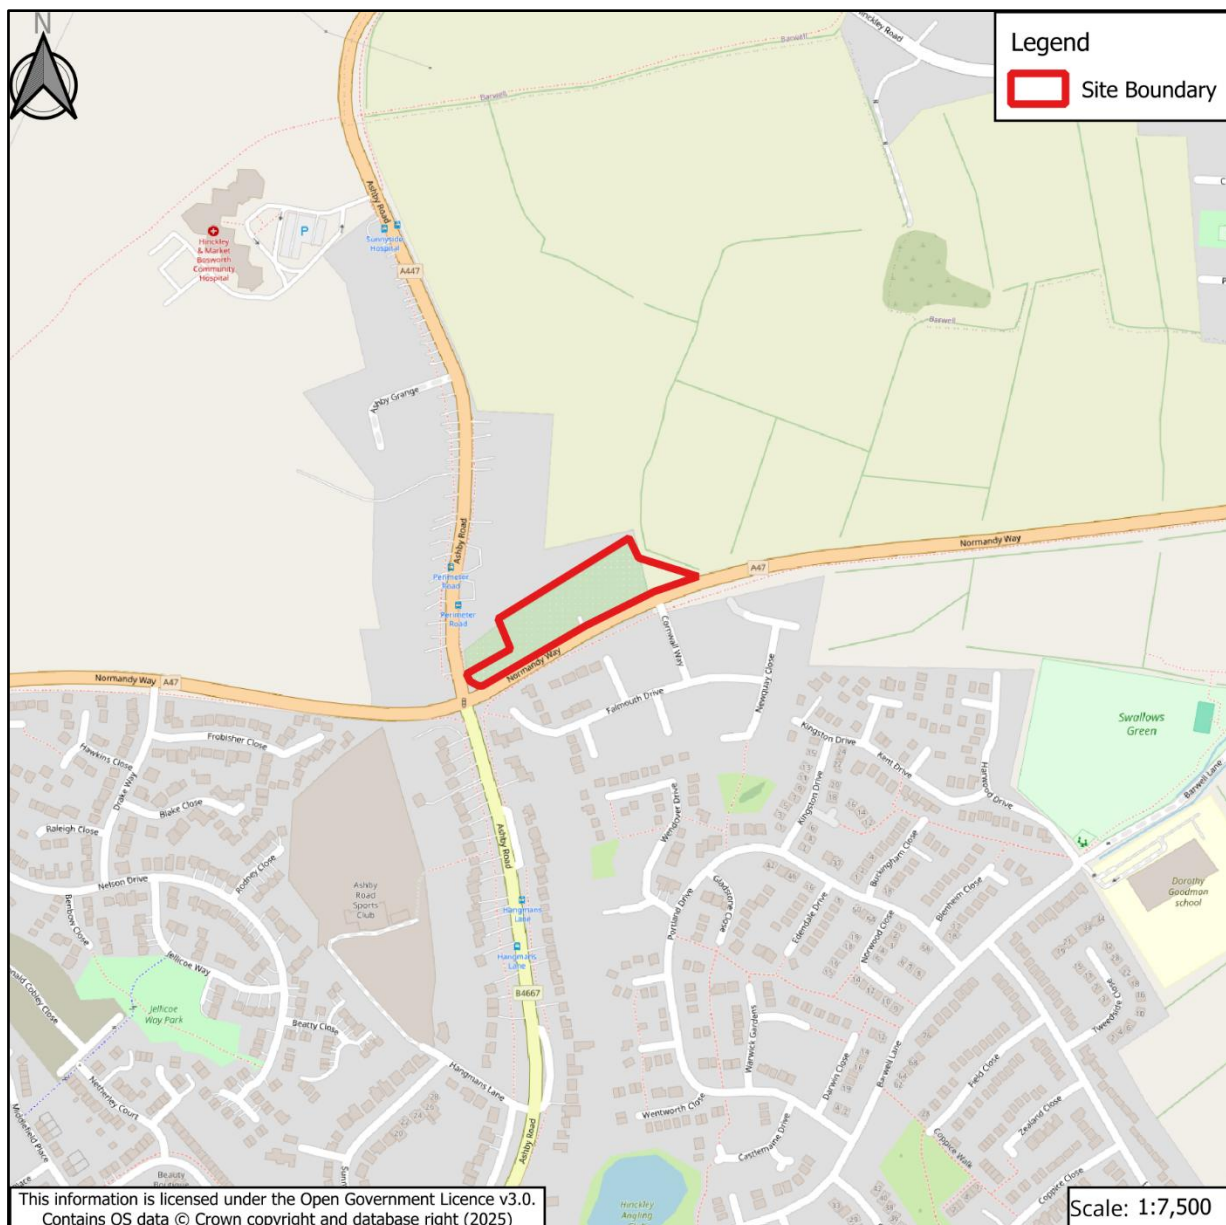 N
Legend
Site Boundary
Hinckley Road
Barwell
Barwell
Ashby Road
P
Hinckley
& Market
Bosworth
Community
Hospital
Sunnyside
Hospital
A447
Barwell
Ashby Grange
Ashby Road
Perimeter
Road
Perimeter
Road
Normandy Way
A47
Normandy Way
Cornwall Way
Normandy Way
A47
Falmouth Drive
Newquay Close
Frobisher Close
Hawkins Close
Drake Way
Blake Close
Raleigh Close
Rodney Close
Nelson Drive
Benbow Close
Ashby
Road
Sports
Club
Ashby Road
Hangmans
Lane
Hangmans
Lane
B4667
Jellicoe Way
Jellicoe
Way Park
Beatty Close
Hangmans Lane
Netherley Court
Middlefield Place
Ashby Road
Beauty
Boutique
Kingston Drive
Kent Drive
Harwood Drive
Swallows
Green
Barwell Lane
Wendover Drive
Kingston Drive
Buckingham Close
Blenheim Close
Dorothy
Goodman
school
Portland Drive
Gladstone Close
Edendale Drive
Norwood Close
Tweedside Close
Warwick Gardens
Darwin Close
Barwell Lane
Field Close
Zealand Close
Wentworth Close
Castlemaine Drive
Coppice Walk
Coppice Close
Hinckley
Angling
This information is licensed under the Open Government Licence v3.0.
Contains OS data © Crown copyright and database right (2025)
Scale: 1:7,500